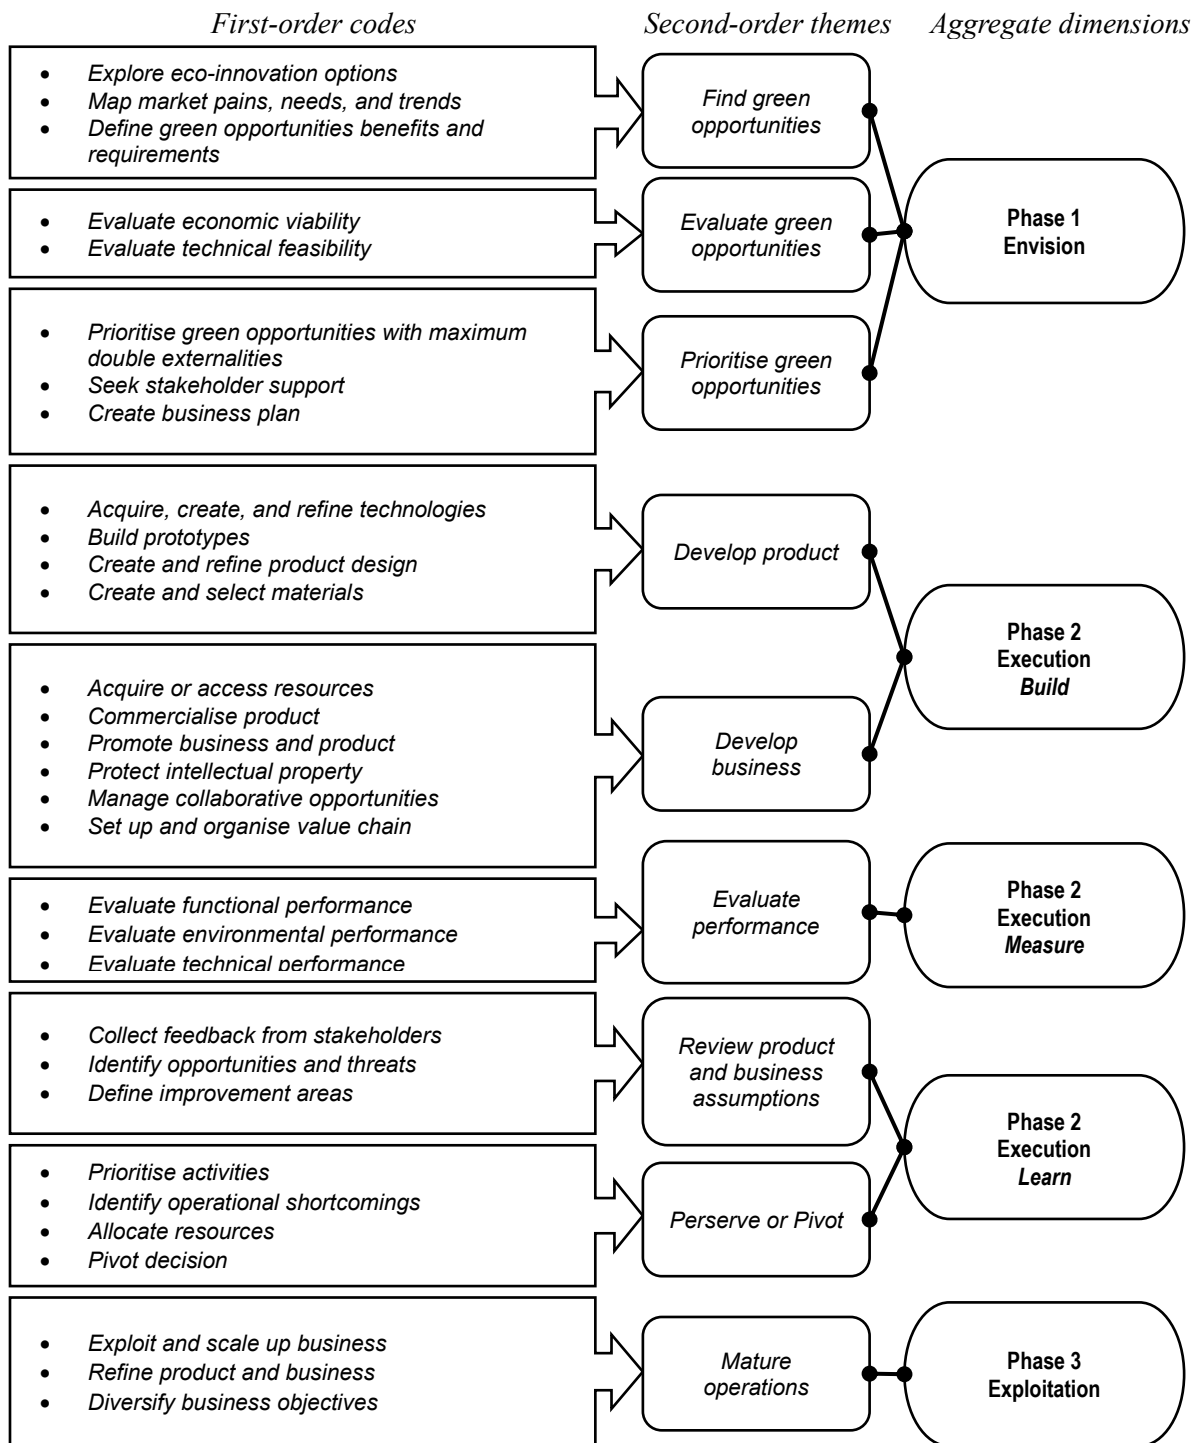 First-order codes
Second-order themes
Aggregate dimensions
• Explore eco-innovation options
• Map market pains, needs, and trends
• Define green opportunities benefits and
requirements
Find green
opportunities
• Evaluate economic viability
• Evaluate technical feasibility
Evaluate green
opportunities
• Prioritise green opportunities with maximum
double externalities
• Seek stakeholder support
• Create business plan
Prioritise green
opportunities
Phase 1
Envision
• Acquire, create, and refine technologies
• Build prototypes
• Create and refine product design
• Create and select materials
Develop product
• Acquire or access resources
• Commercialise product
• Promote business and product
• Protect intellectual property
• Manage collaborative opportunities
• Set up and organise value chain
Develop
business
Phase 2
Execution
Build
• Evaluate functional performance
• Evaluate environmental performance
• Evaluate technical performance
Evaluate
performance
Phase 2
Execution
Measure
• Collect feedback from stakeholders
• Identify opportunities and threats
• Define improvement areas
Review product
and business
assumptions
• Prioritise activities
• Identify operational shortcomings
• Allocate resources
• Pivot decision
Perserve or Pivot
Phase 2
Execution
Learn
• Exploit and scale up business
• Refine product and business
• Diversify business objectives
Mature
operations
Phase 3
Exploitation